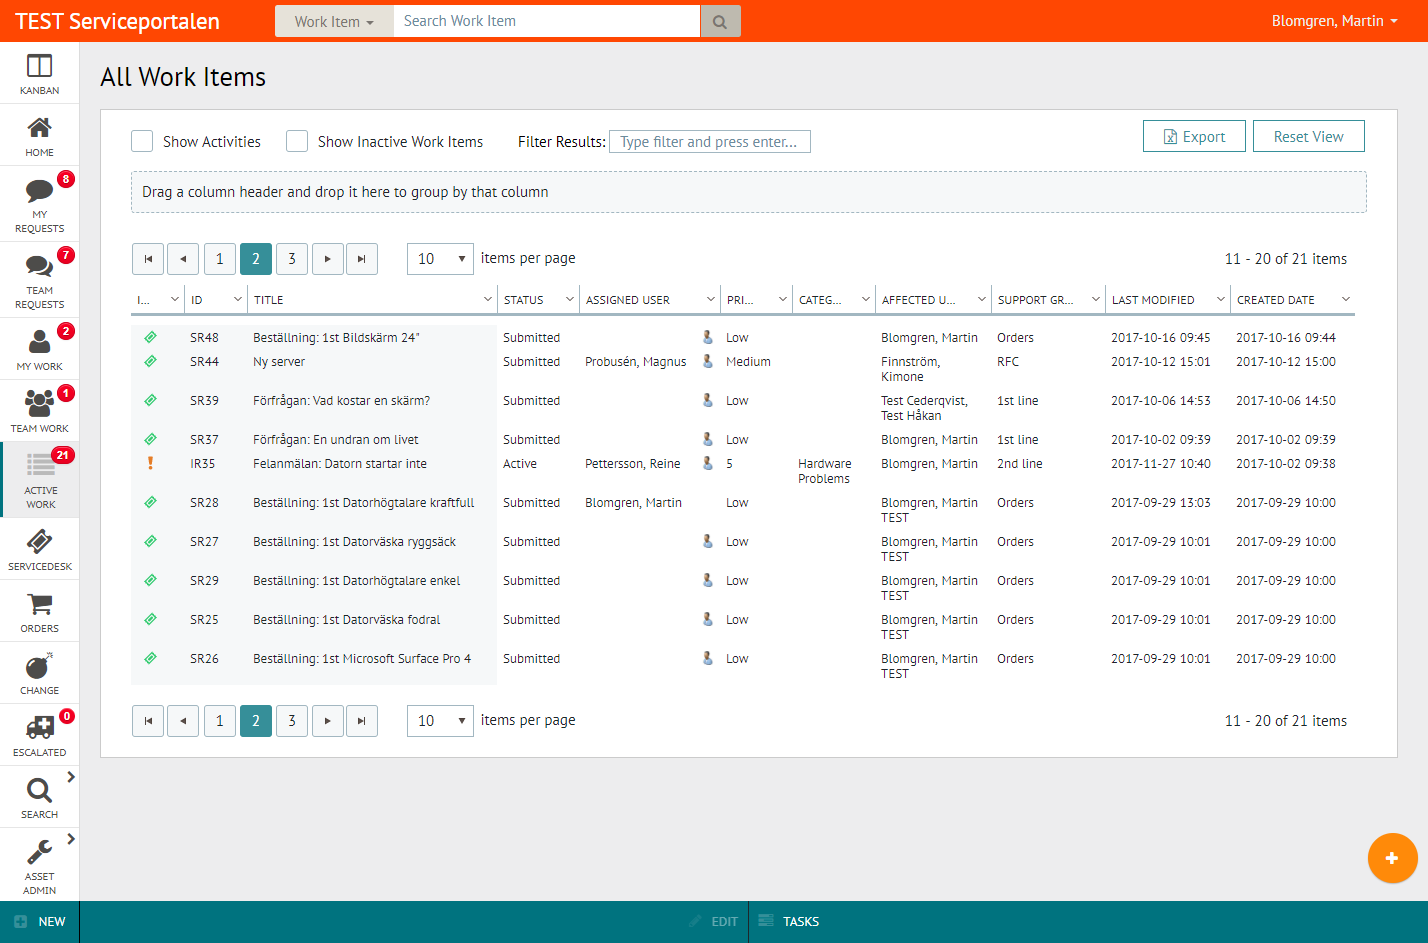 TEST Serviceportalen
Work Item
Search Work Item
Blomgren, Martin
KANBAN
HOME
8
MY
REQUESTS
7
TEAM
REQUESTS
2
MY WORK
1
TEAM WORK
21
ACTIVE
WORK
SERVICEDESK
ORDERS
CHANGE
0
ESCALATED
SEARCH
ASSET
ADMIN
All Work Items
Show Activities
Show Inactive Work Items
Filter Results: Type filter and press enter...
Export
Reset View
Drag a column header and drop it here to group by that column
1 2 3 10 items per page 11 - 20 of 21 items
I... ID TITLE STATUS ASSIGNED USER PRI... CATEG... AFFECTED U... SUPPORT GR... LAST MODIFIED CREATED DATE
SR48 Beställning: 1st Bildskärm 24" Submitted Low Blomgren, Martin Orders 2017-10-16 09:45 2017-10-16 09:44
SR44 Ny server Submitted Probusén, Magnus Medium Finnström, RFC 2017-10-12 15:01 2017-10-12 15:00
Kimone
SR39 Förfrågan: Vad kostar en skärm? Submitted Low Test Cederqvist, 1st line 2017-10-06 14:53 2017-10-06 14:50
Test Håkan
SR37 Förfrågan: En undran om livet Submitted Low Blomgren, Martin 1st line 2017-10-02 09:39 2017-10-02 09:39
IR35 Felanmälan: Datorn startar inte Active Pettersson, Reine 5 Hardware Blomgren, Martin 2nd line 2017-11-27 10:40 2017-10-02 09:38
Problems
SR28 Beställning: 1st Datorhögtalare kraftfull Submitted Blomgren, Martin Low Blomgren, Martin Orders 2017-09-29 13:03 2017-09-29 10:00
TEST
SR27 Beställning: 1st Datorväska ryggsäck Submitted Low Blomgren, Martin Orders 2017-09-29 10:01 2017-09-29 10:00
TEST
SR29 Beställning: 1st Datorhögtalare enkel Submitted Low Blomgren, Martin Orders 2017-09-29 10:01 2017-09-29 10:00
TEST
SR25 Beställning: 1st Datorväska fodral Submitted Low Blomgren, Martin Orders 2017-09-29 10:01 2017-09-29 10:00
TEST
SR26 Beställning: 1st Microsoft Surface Pro 4 Submitted Low Blomgren, Martin Orders 2017-09-29 10:01 2017-09-29 10:00
TEST
1 2 3 10 items per page 11 - 20 of 21 items
NEW
EDIT
TASKS